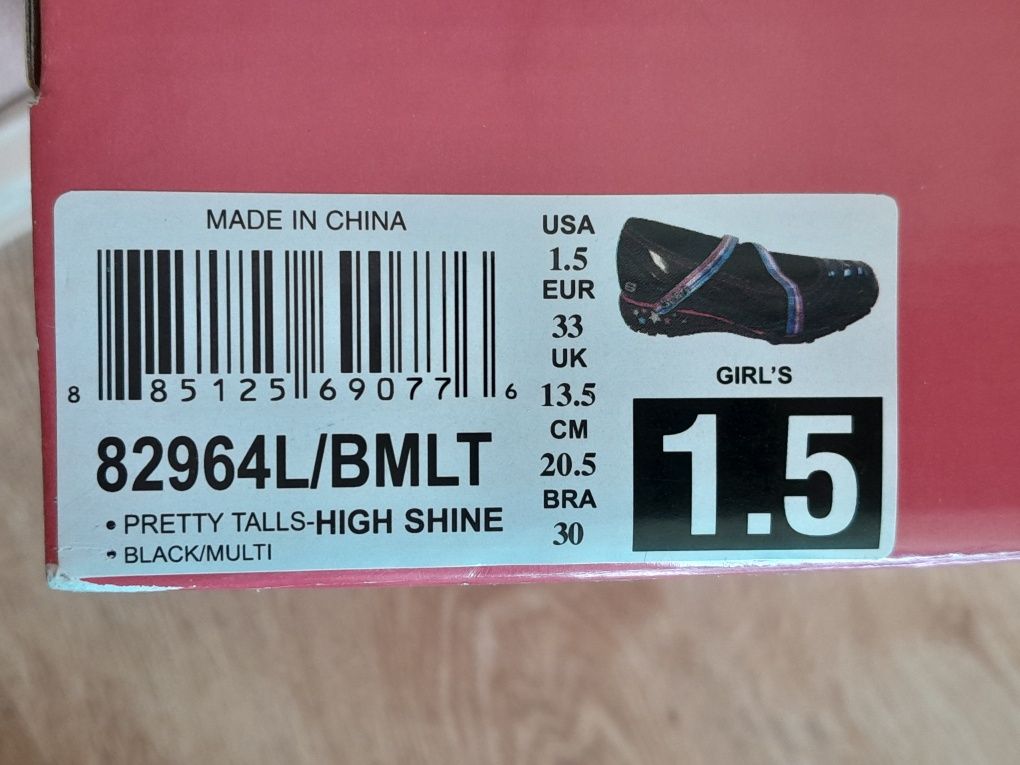 MADE IN CHINA
8 85125 69077 6
82964L/BMLT
• PRETTY TALLS-HIGH SHINE
• BLACK/MULTI
USA
1.5
EUR
33
UK
13.5
CM
20.5
BRA
30
S
GIRL'S
1.5